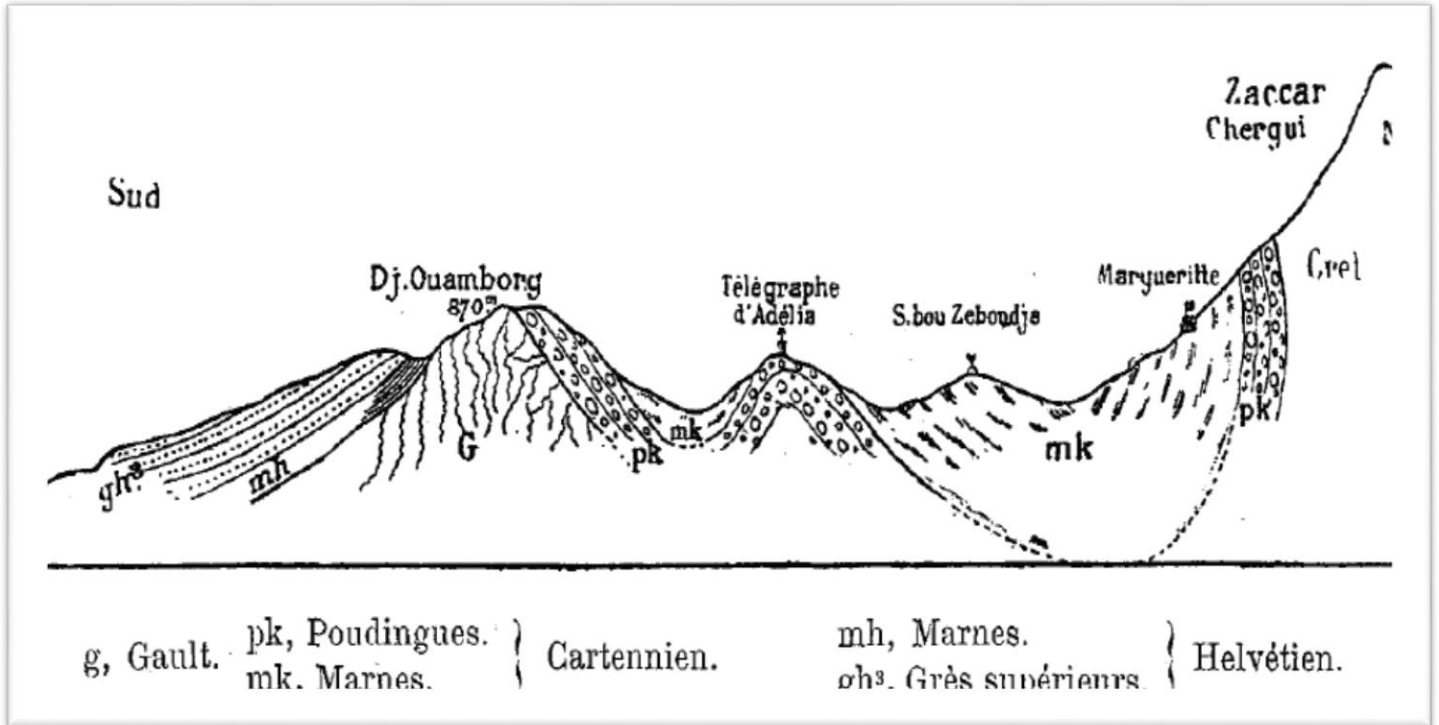 Zaccar
Chergui
Sud
Dj. Ouamborg
870m
Télégraphe
d'Adélia
S. bou Zeboudja
Margueritte
Cret
gh³
mh
G
pk
mk
mk
pk
g, Gault.
pk, Poudingues.
mk, Marnes.
Cartennien.
mh, Marnes.
gh³, Grès supérieurs.
Helvétien.